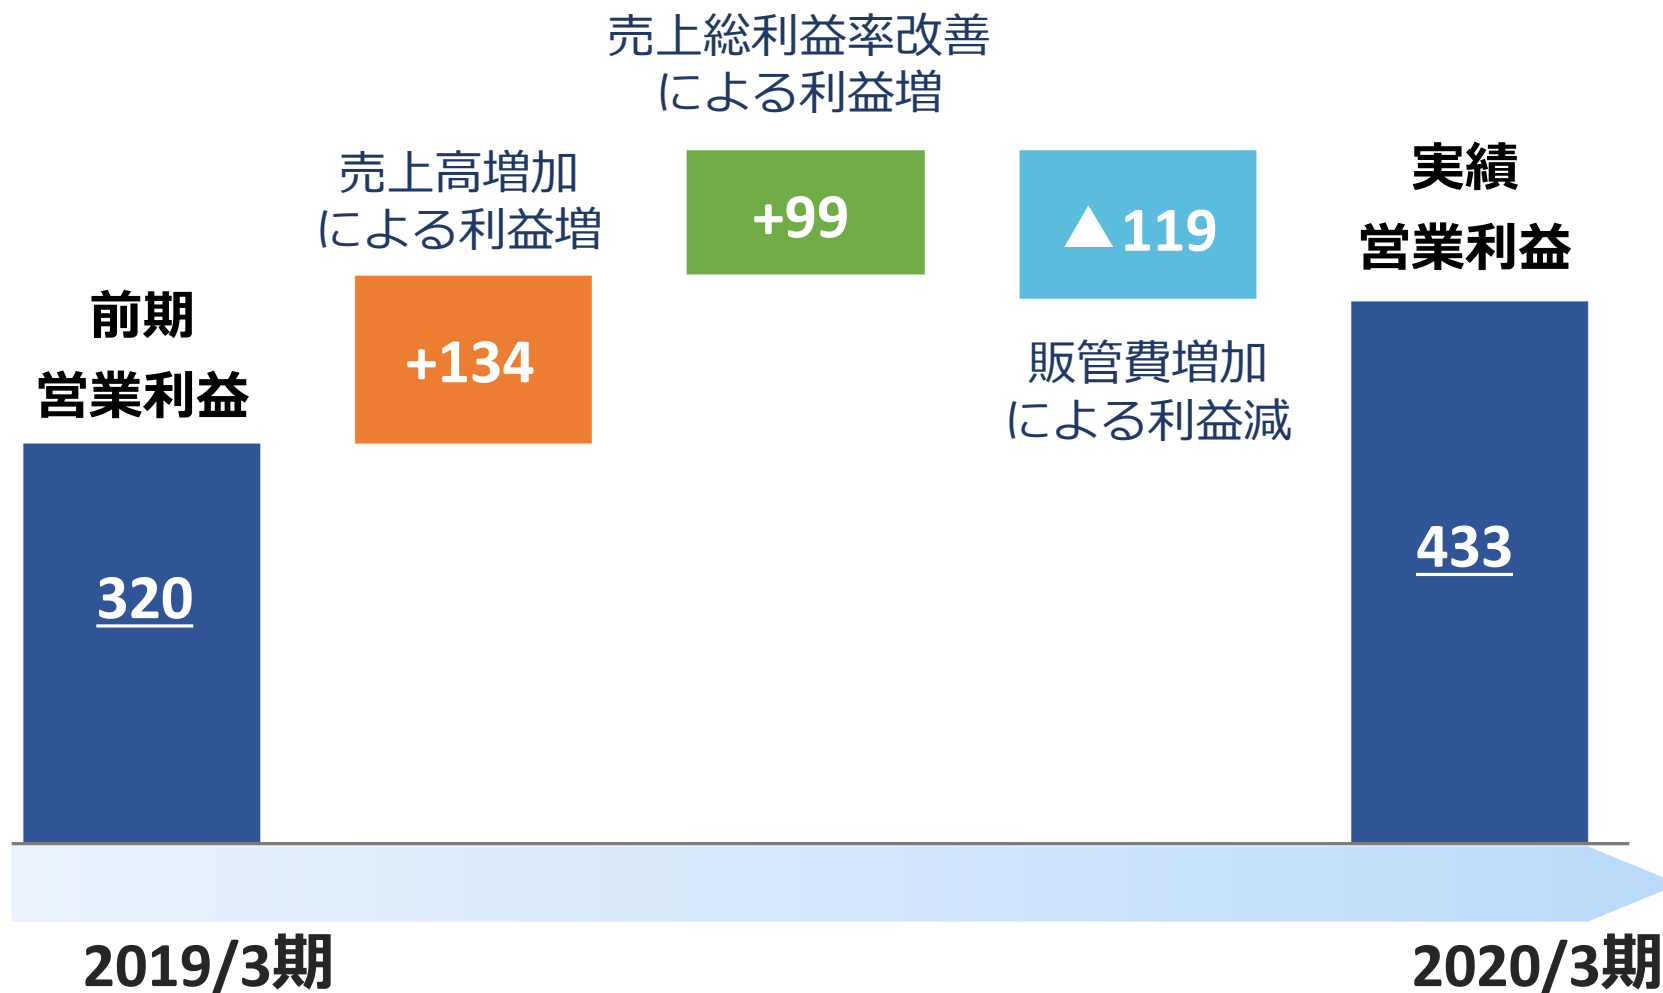 売上総利益率改善
による利益増
売上高増加
による利益増
+99
▲119
実績
営業利益
前期
営業利益
+134
販管費増加
による利益減
320
433
2019/3期
2020/3期